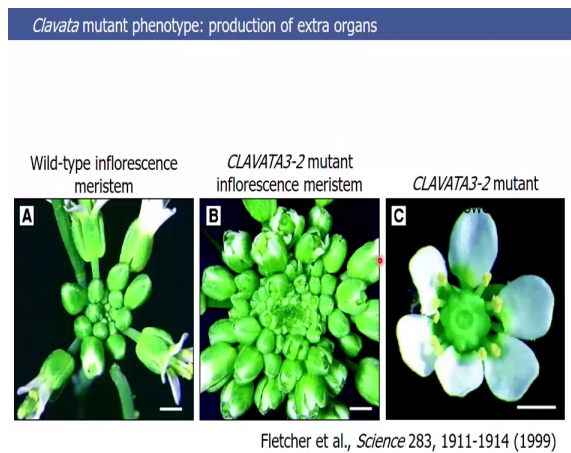 Clavata mutant phenotype: production of extra organs
Wild-type inflorescence
meristem
CLAVATA3-2 mutant
inflorescence meristem
CLAVATA3-2 mutant
A
B
C
Fletcher et al., Science 283, 1911-1914 (1999)